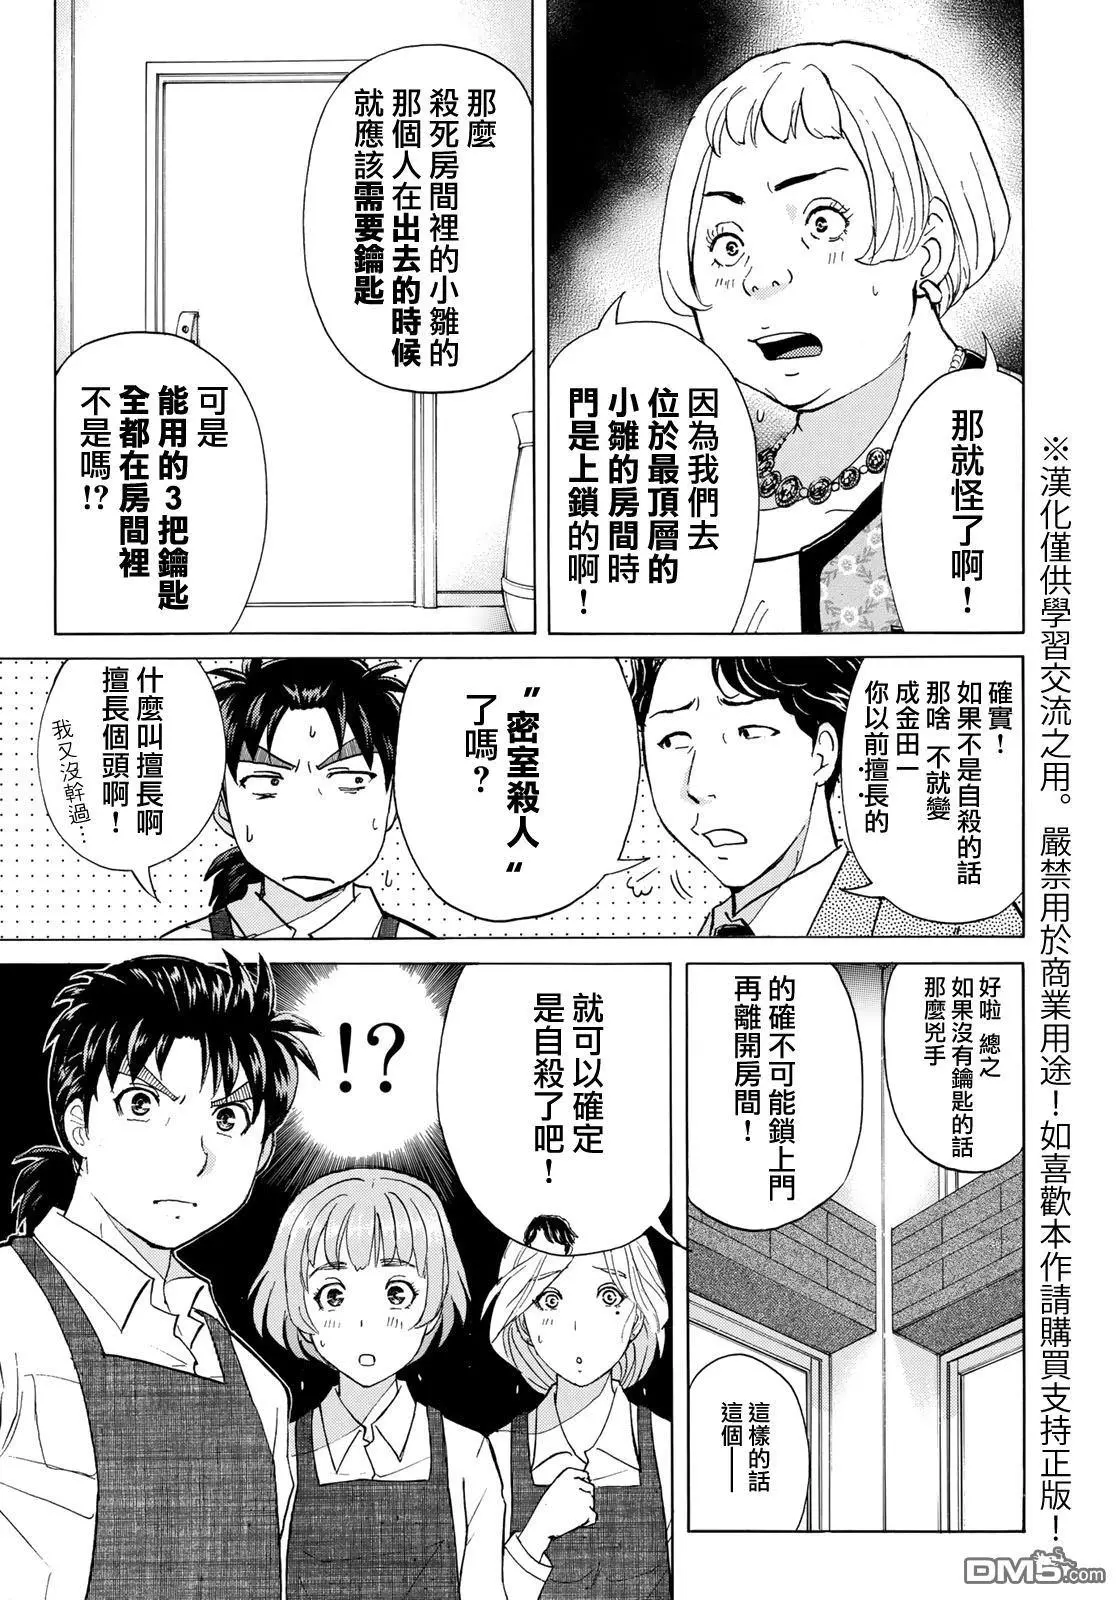 那就怪了啊！
因為我們去
位於最頂層的
小雛的房間時
門是上鎖的啊！
那麼
殺死房間裡的小雛的
那個人在出去的時候
就應該需要鑰匙
可是
能用的3把鑰匙
全都在房間裡
不是嗎!?
確實！
如果不是自殺的話
那啥 不就變
成金田一
你以前擅長的
“密室殺人”
了嗎？
什麼叫擅長啊
擅長個頭啊！
我又沒幹過…
好啦 總之
如果沒有鑰匙的話
那麼兇手
的確不可能鎖上門
再離開房間！
這樣的話
這個——
就可以確定
是自殺了吧！
!?
※漢化僅供學習交流之用。嚴禁用於商業用途！如喜歡本作請購買支持正版！
DM5.com